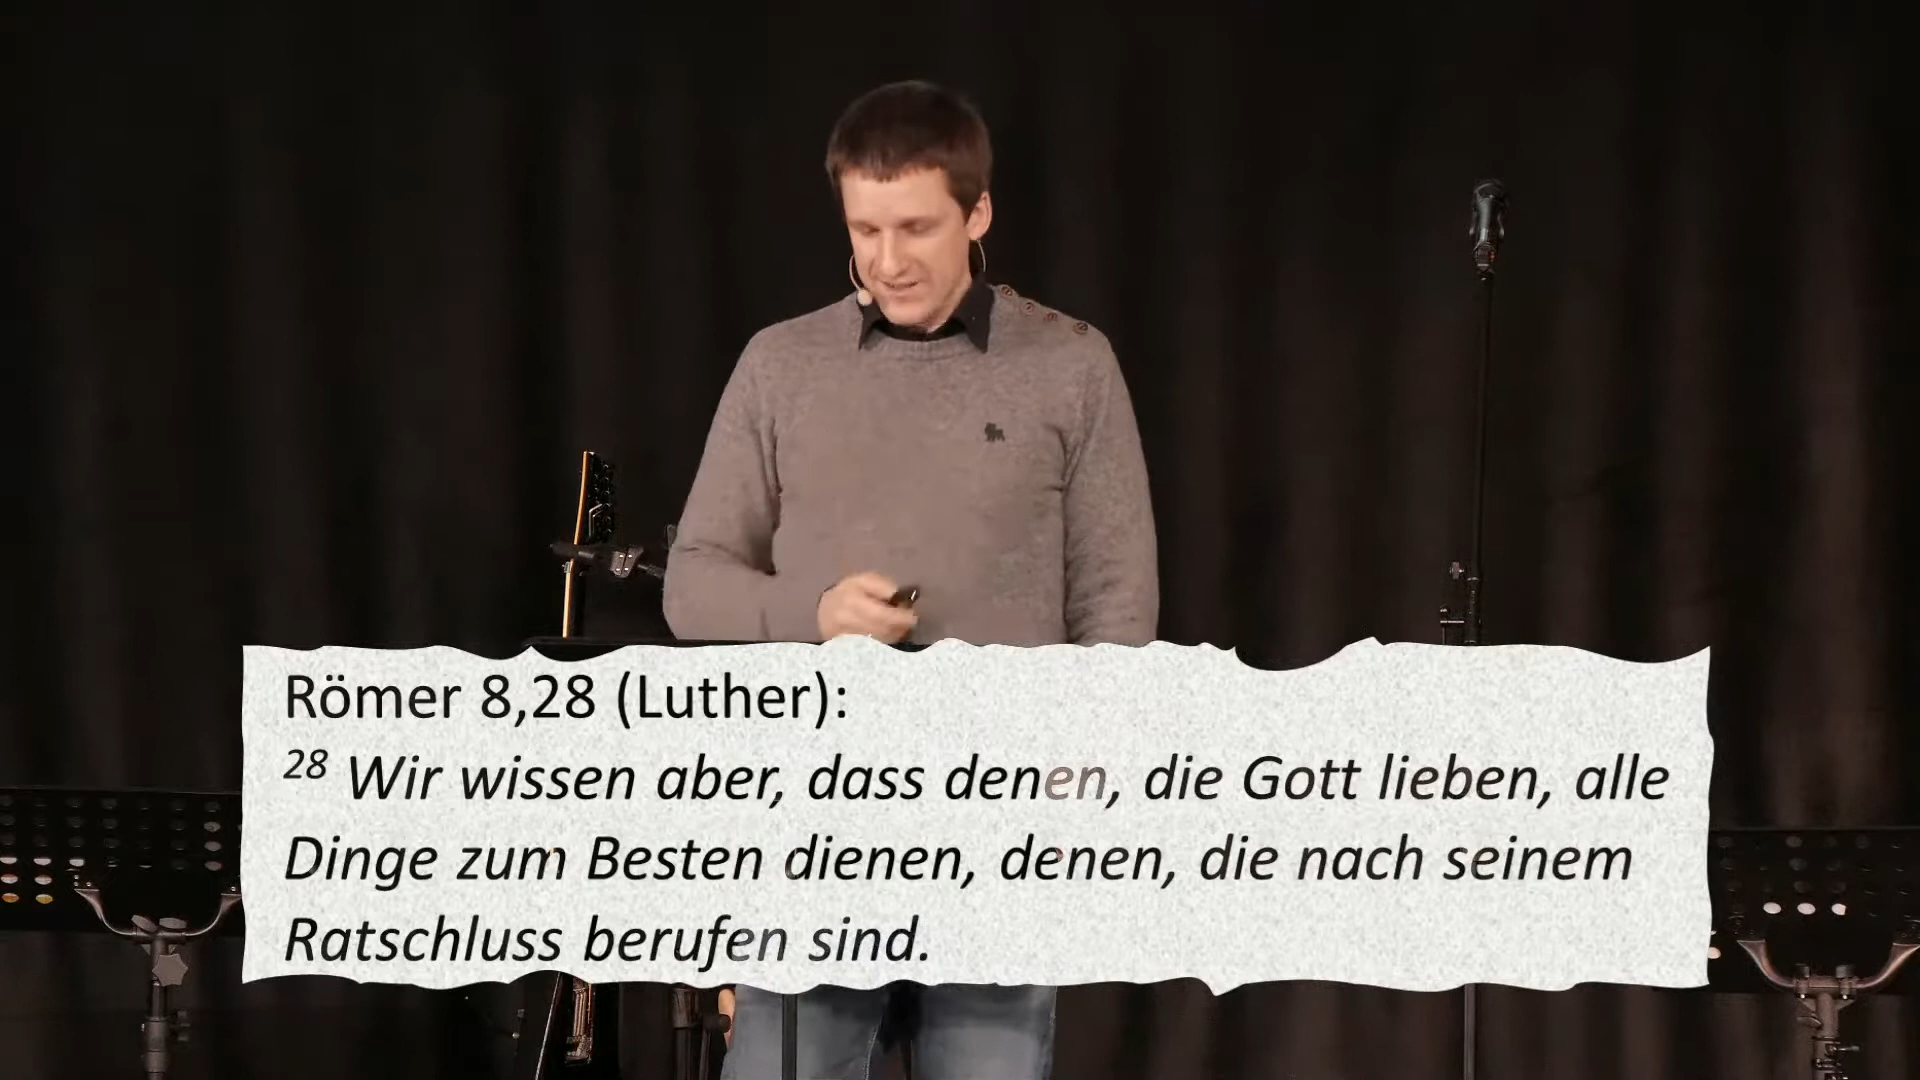 Römer 8,28 (Luther):
28 Wir wissen aber, dass denen, die Gott lieben, alle
Dinge zum Besten dienen, denen, die nach seinem
Ratschluss berufen sind.